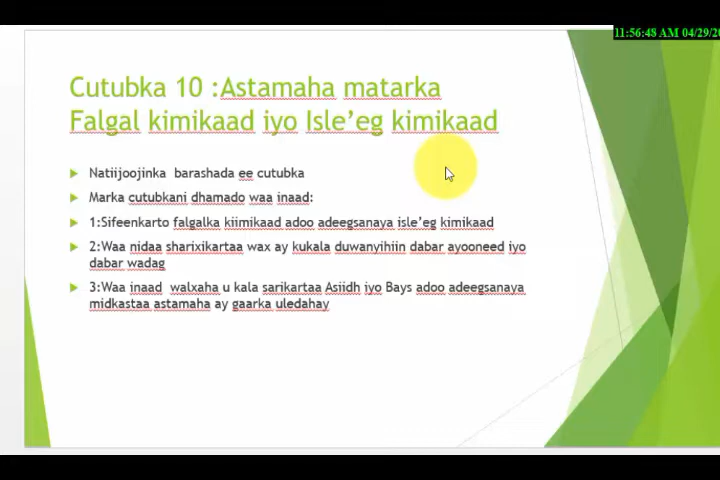 11:56:48 AM 04/29/20
Cutubka 10 :Astamaha matarka
Falgal kimikaad iyo Isle’eg kimikaad
Natiijoojinka barashada ee cutubka
Marka cutubkani dhamado waa inaad:
1:Sifeenkarto falgalka kiimikaad adoo adeegsanaya isle’eg kimikaad
2:Waa nidaa sharixikartaa wax ay kukala duwanyihiin dabar ayooneed iyo
dabar wadag
3:Waa inaad walxaha u kala sarikartaa Asiidh iyo Bays adoo adeegsanaya
midkastaa astamaha ay gaarka uledahay